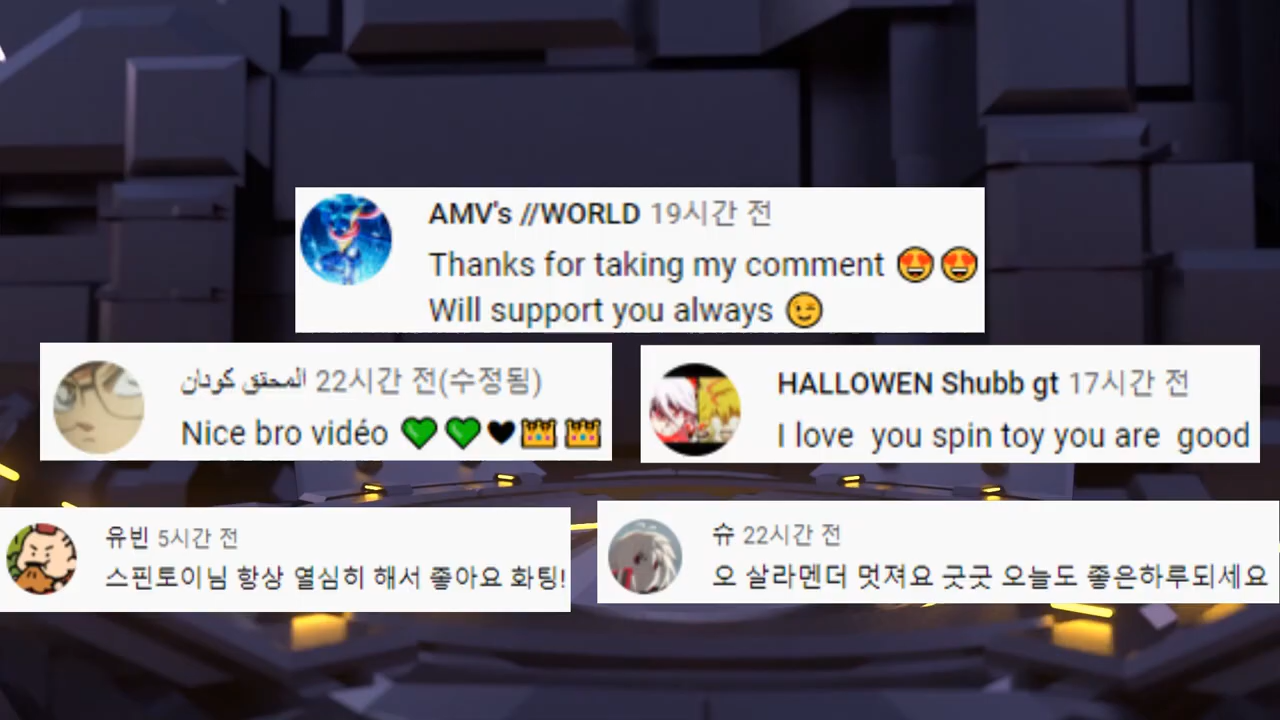 AMV's //WORLD 19시간 전
Thanks for taking my comment 😍😍
Will support you always 😉
المحتق كودان 22시간 전(수정됨)
Nice bro vidéo 💚💚🖤👑👑
HALLOWEN Shubb gt 17시간 전
I love you spin toy you are good
유빈 5시간 전
스핀토이님 항상 열심히 해서 좋아요 화팅!
슈 22시간 전
오 살라멘더 멋져요 굿굿 오늘도 좋은하루되세요